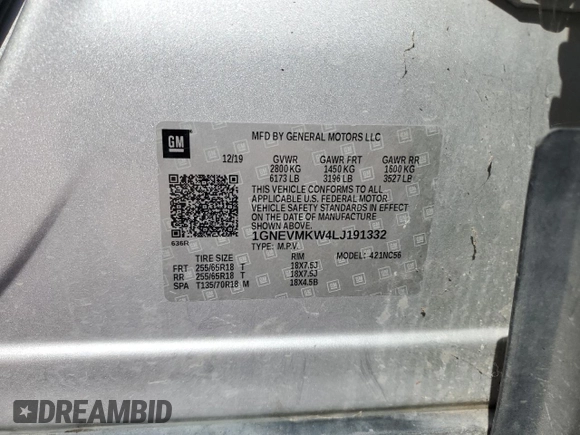 GM
MFD BY GENERAL MOTORS LLC
12/19 GVWR GAWR FRT GAWR RR
2800 KG 1450 KG 1600 KG
6173 LB 3196 LB 3527 LB
THIS VEHICLE CONFORMS TO ALL
APPLICABLE U.S. FEDERAL MOTOR
VEHICLE SAFETY STANDARDS IN EFFECT
ON THE DATE OF MANUFACTURE
SHOWN ABOVE.
636R
1GNEVMKW4LJ191332
TYPE: M.P.V.
TIRE SIZE RIM MODEL: 421NC56
FRT 255/65R18 T 18X7.5J
RR 255/65R18 T 18X7.5J
SPA T135/70R18 M 18X4.5B
DREAMBID